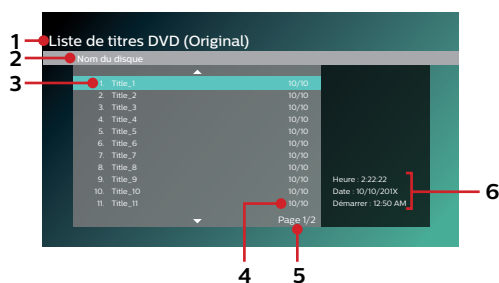 1 Liste de titres DVD (Original)
2 Nom du disque
3 1. Title_1 10/10
2. Title_2 10/10
3. Title_3 10/10
4. Title_4 10/10
5. Title_5 10/10
6. Title_6 10/10
7. Title_7 10/10
8. Title_8 10/10
9. Title_9 10/10 Heure : 2:22:22
10. Title_10 10/10 Date : 10/10/201X 6
11. Title_11 10/10 Démarrer : 12:50 AM
Page 1/2
4 5